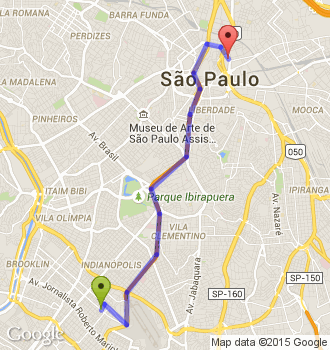 BARRA FUNDA
PERDIZES
BRÁS
São Paulo
LA MADALENA
LIBERDADE
MOOCA
PINHEIROS
Museu de Arte de
São Paulo Assis...
Av. Brasil
050
ITAIM BIBI
Parque Ibirapuera
IPIRANGA
VILA OLÍMPIA
VILA
CLEMENTINO
Av. Nazaré
BROOKLIN
INDIANÓPOLIS
Av. Jabaquara
SP-150
SP-160
Av. Jornalista Roberto Marinho
Google
Map data ©2015 Google